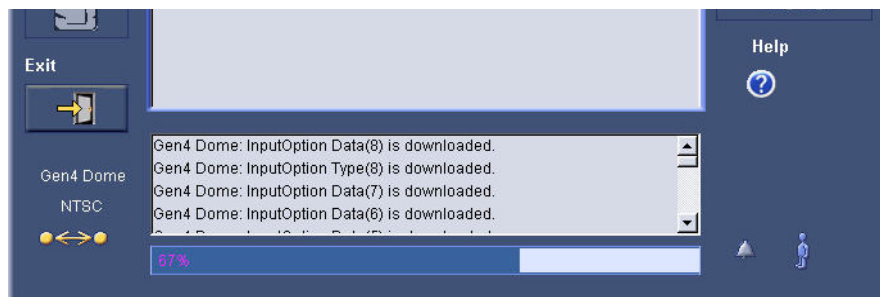 Exit
Help
?
Gen4 Dome: InputOption Data(8) is downloaded.
Gen4 Dome: InputOption Type(8) is downloaded.
Gen4 Dome: InputOption Data(7) is downloaded.
Gen4 Dome: InputOption Data(6) is downloaded.
Gen4 Dome
NTSC
67%